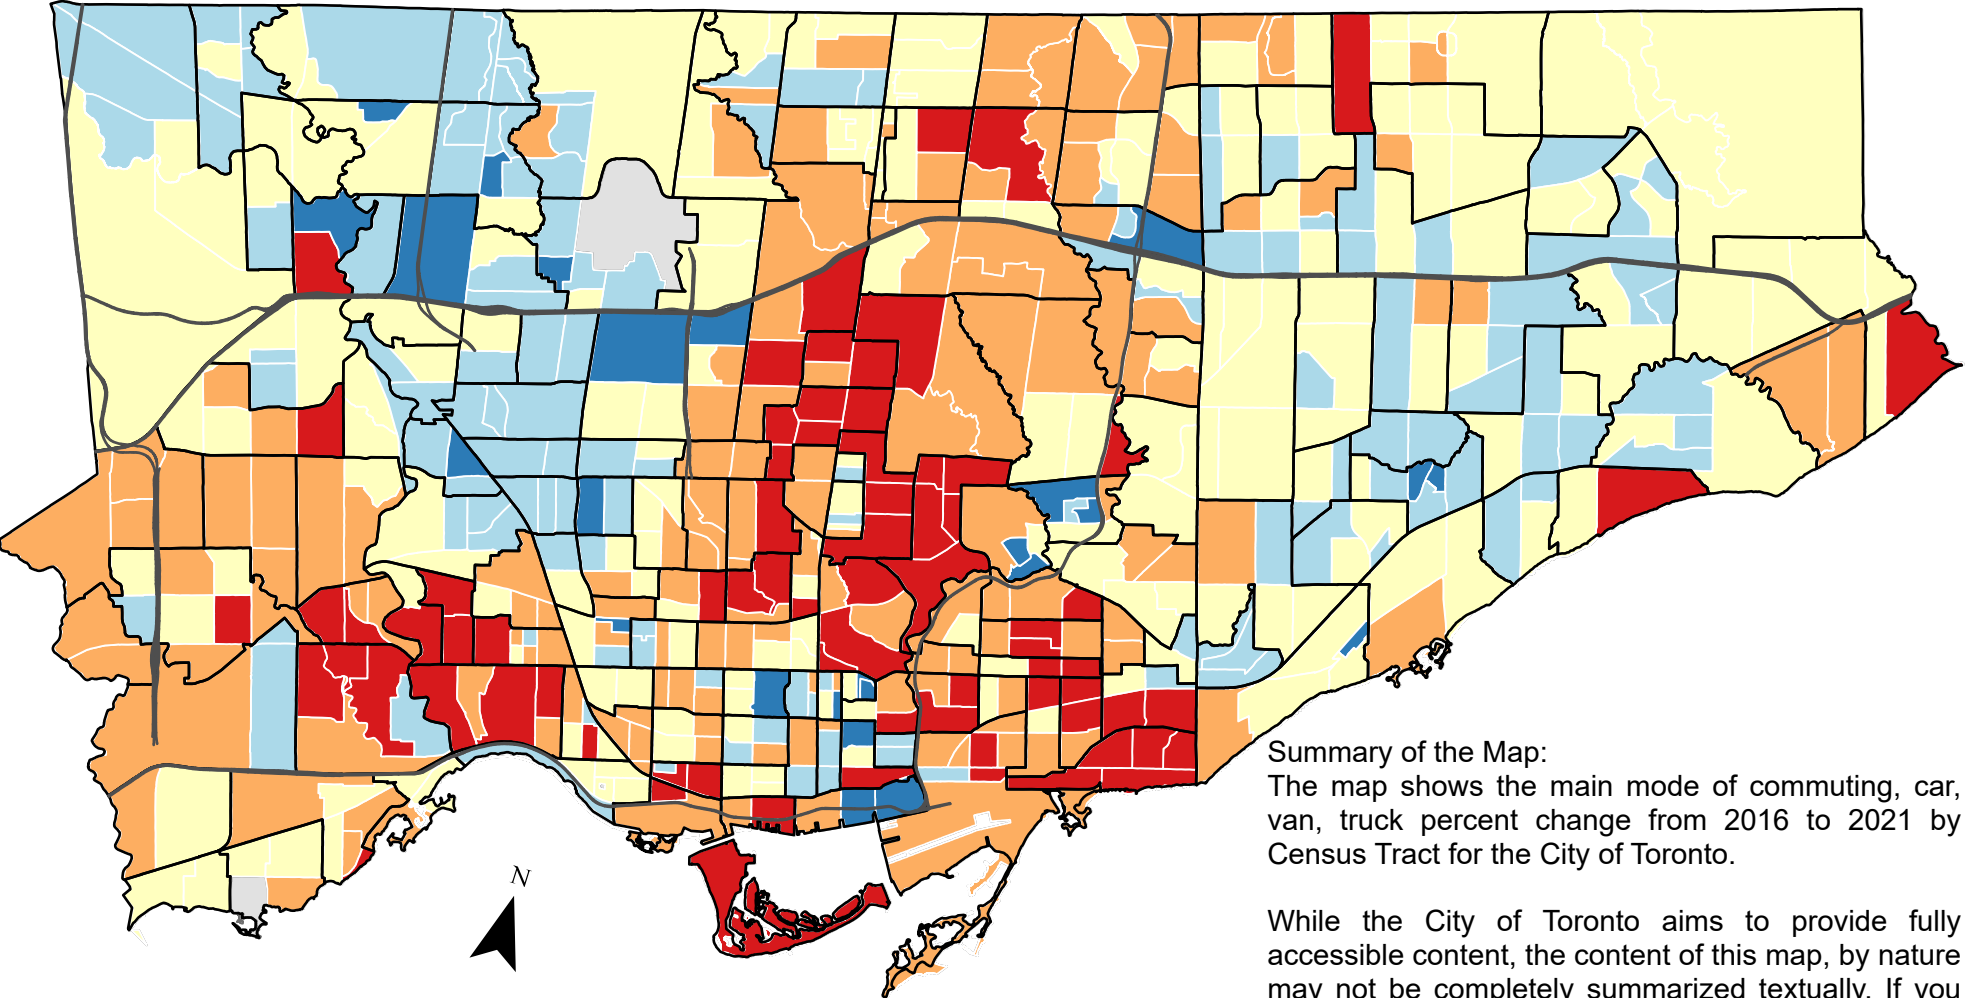 N
Summary of the Map:
The map shows the main mode of commuting, car,
van, truck percent change from 2016 to 2021 by
Census Tract for the City of Toronto.
While the City of Toronto aims to provide fully
accessible content, the content of this map, by nature
may not be completely summarized textually. If you